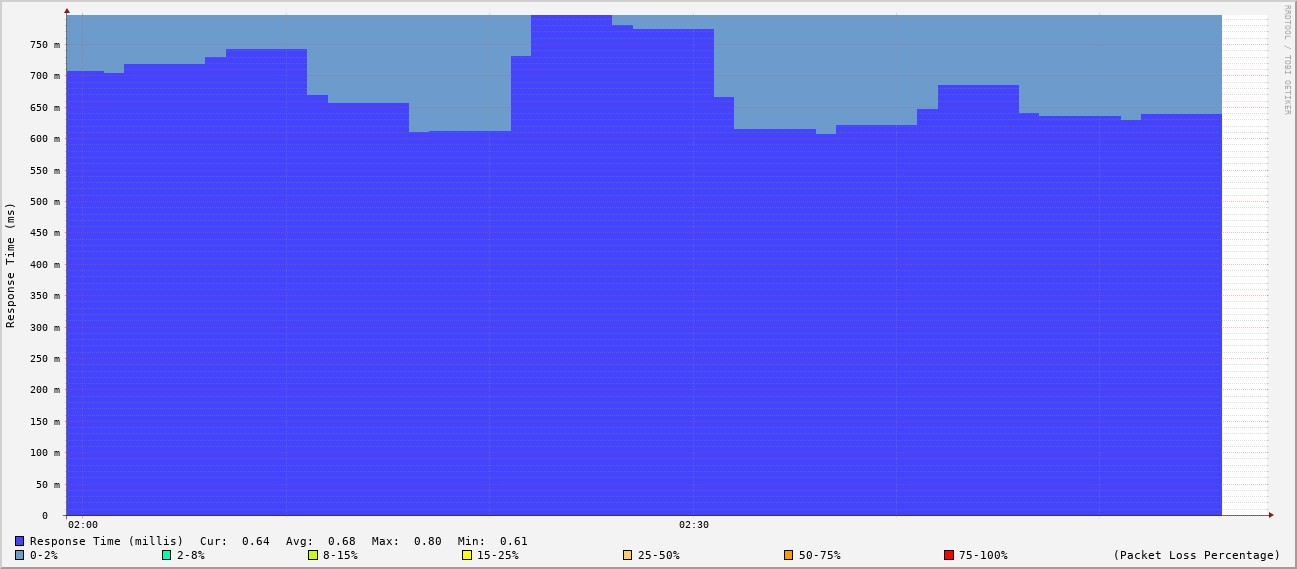 RRDTOOL / TOBI OETIKER
Response Time (ms)
750 m
700 m
650 m
600 m
550 m
500 m
450 m
400 m
350 m
300 m
250 m
200 m
150 m
100 m
50 m
0
02:00 02:30
Response Time (millis) Cur: 0.64 Avg: 0.68 Max: 0.80 Min: 0.61
0-2% 2-8% 8-15% 15-25% 25-50% 50-75% 75-100% (Packet Loss Percentage)